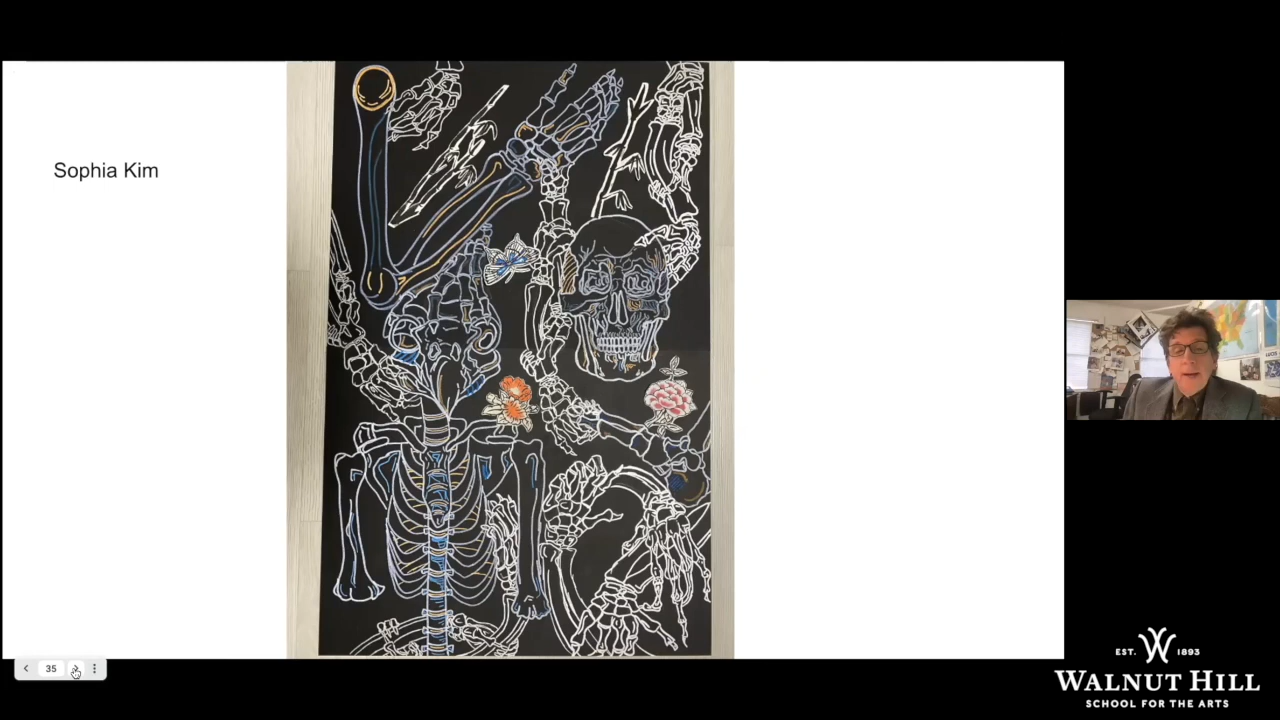 Sophia Kim
35
EST. 1893
WALNUT HILL
SCHOOL FOR THE ARTS